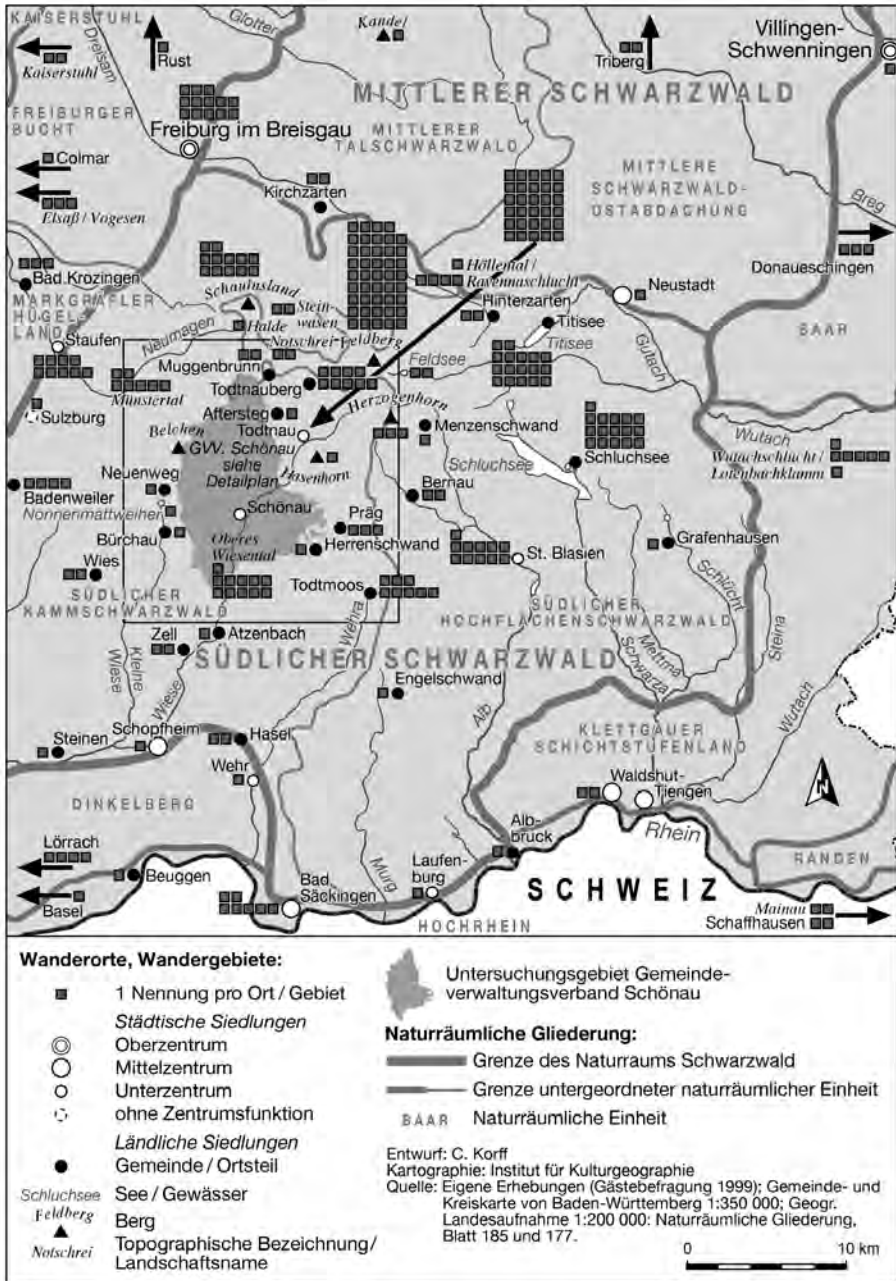 KAISERSTUHL
Kaiserstuhl
Dreisam
Rust
Glotter
Kandel
Triberg
Villingen-
Schwenningen
MITTLERER SCHWARZWALD
FREIBURGER
BUCHT
Freiburg im Breisgau
MITTLERER
TALSCHWARZWALD
Colmar
Elsaß / Vogesen
Kirchzarten
MITTLERE
SCHWARZWALD-
OSTABDACHUNG
Breg
Donaueschingen
Bad Krozingen
MARKGRÄFLER
HÜGEL-
LAND
Schauinsland
Stein-
wasen
Halde
Notschrei
Feldberg
Höllental /
Ravennaschlucht
Hinterzarten
Neustadt
BAAR
Staufen
Neumagen
Titisee
Titisee
Gutach
Muggenbrunn
Feldsee
Münstertal
Todtnauberg
Sulzburg
Aftersteg
Herzogenhorn
Todtnau
Menzenschwand
Belchen
GVV. Schönau
siehe
Detailplan
Hasenhorn
Schluchsee
Schluchsee
Wutach
Wutachschlucht /
Lotenbachklamm
Neuenweg
Badenweiler
Nonnenmattweiher
Bernau
Schönau
Präg
Bürchau
Oberes
Wiesental
Herrenschwand
St. Blasien
Grafenhausen
Wies
Todtmoos
SÜDLICHER
KAMMSCHWARZWALD
SÜDLICHER
HOCHFLÄCHENSCHWARZWALD
Schlücht
Steina
Zell
Atzenbach
Wehra
Mettma
Schwarza
SÜDLICHER SCHWARZWALD
Kleine
Wiese
Wiese
Engelschwand
Alb
Wutach
Steinen
Schopfheim
Hasel
KLETTGAUER
SCHICHTSTUFENLAND
Wehr
Waldshut-
Tiengen
N
DINKELBERG
Rhein
Lörrach
Alb-
bruck
RANDEN
Beuggen
Murg
Laufen-
burg
Basel
Bad
Säckingen
SCHWEIZ
HOCHRHEIN
Mainau
Schaffhausen
Wanderorte, Wandergebiete:
1 Nennung pro Ort / Gebiet
Städtische Siedlungen
Oberzentrum
Mittelzentrum
Unterzentrum
ohne Zentrumsfunktion
Ländliche Siedlungen
Gemeinde / Ortsteil
Schluchsee See / Gewässer
Feldberg
Berg
Notschrei Topographische Bezeichnung /
Landschaftsname
Untersuchungsgebiet Gemeinde-
verwaltungsverband Schönau
Naturräumliche Gliederung:
Grenze des Naturraums Schwarzwald
Grenze untergeordneter naturräumlicher Einheit
BAAR Naturräumliche Einheit
Entwurf: C. Korff
Kartographie: Institut für Kulturgeographie
Quelle: Eigene Erhebungen (Gästebefragung 1999); Gemeinde- und
Kreiskarte von Baden-Württemberg 1:350 000; Geogr.
Landesaufnahme 1:200 000: Naturräumliche Gliederung,
Blatt 185 und 177.
0 10 km